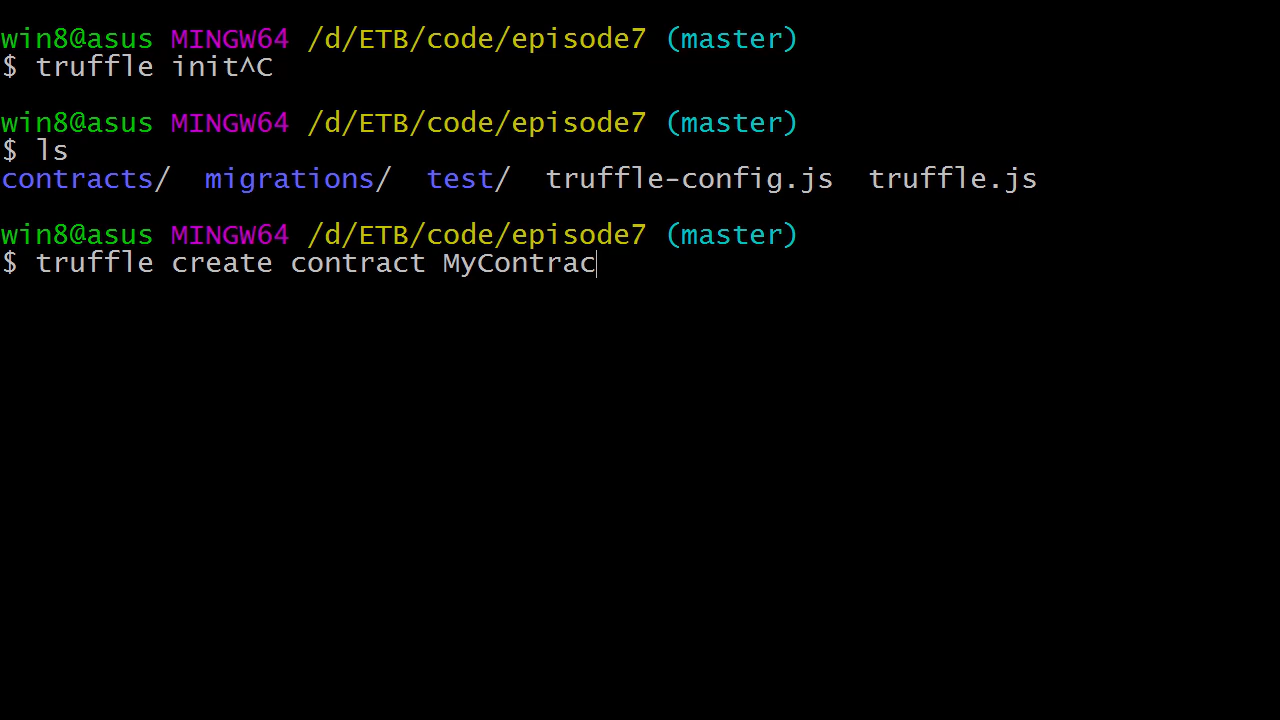 win8@asus MINGW64 /d/ETB/code/episode7 (master)
$ truffle init^C
win8@asus MINGW64 /d/ETB/code/episode7 (master)
$ ls
contracts/  migrations/  test/  truffle-config.js  truffle.js
win8@asus MINGW64 /d/ETB/code/episode7 (master)
$ truffle create contract MyContrac